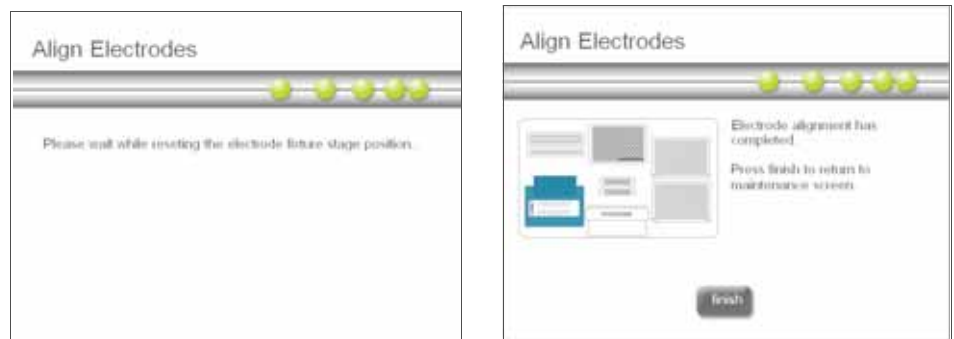 Align Electrodes
Please wait while reseting the electrode fixture stage position.
Align Electrodes
Electrode alignment has
completed
Press finish to return to
maintenance screen.
finish